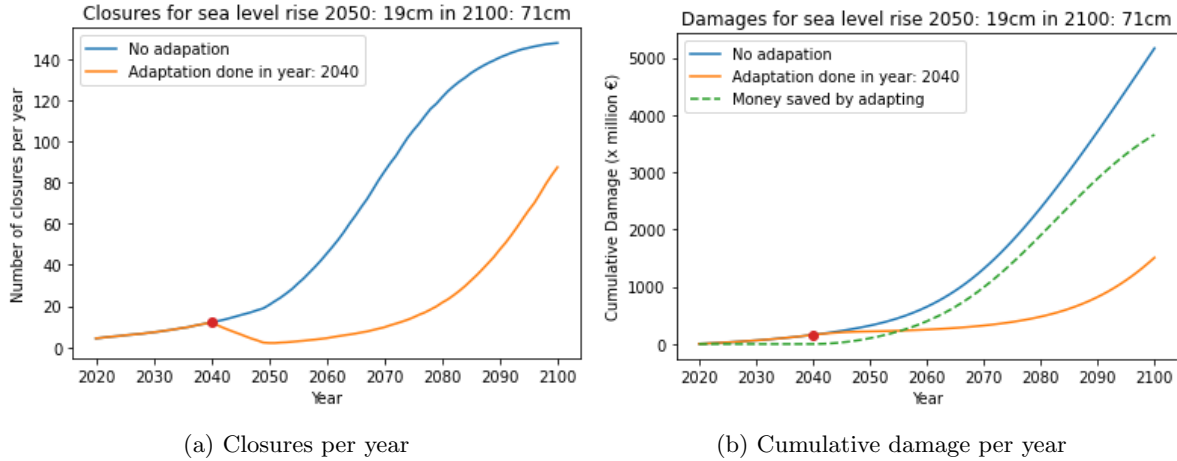 Closures for sea level rise 2050: 19cm in 2100: 71cm
No adapation
Adaptation done in year: 2040
Number of closures per year
140
120
100
80
60
40
20
0
2020 2030 2040 2050 2060 2070 2080 2090 2100
Year
(a) Closures per year
Damages for sea level rise 2050: 19cm in 2100: 71cm
No adapation
Adaptation done in year: 2040
Money saved by adapting
Cumulative Damage (x million €)
5000
4000
3000
2000
1000
0
2020 2030 2040 2050 2060 2070 2080 2090 2100
Year
(b) Cumulative damage per year